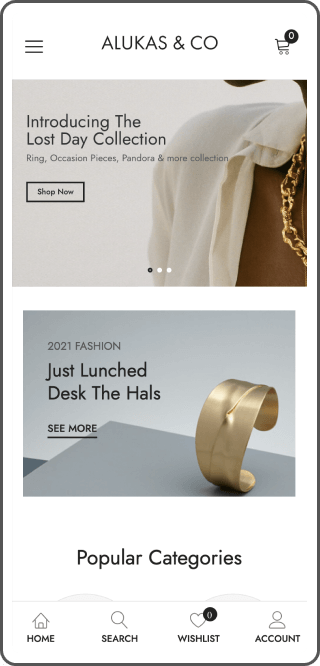 ALUKAS & CO
0
Introducing The
Lost Day Collection
Ring, Occasion Pieces, Pandora & more collection
Shop Now
2021 FASHION
Just Lunched
Desk The Hals
SEE MORE
Popular Categories
0
HOME
SEARCH
WISHLIST
ACCOUNT